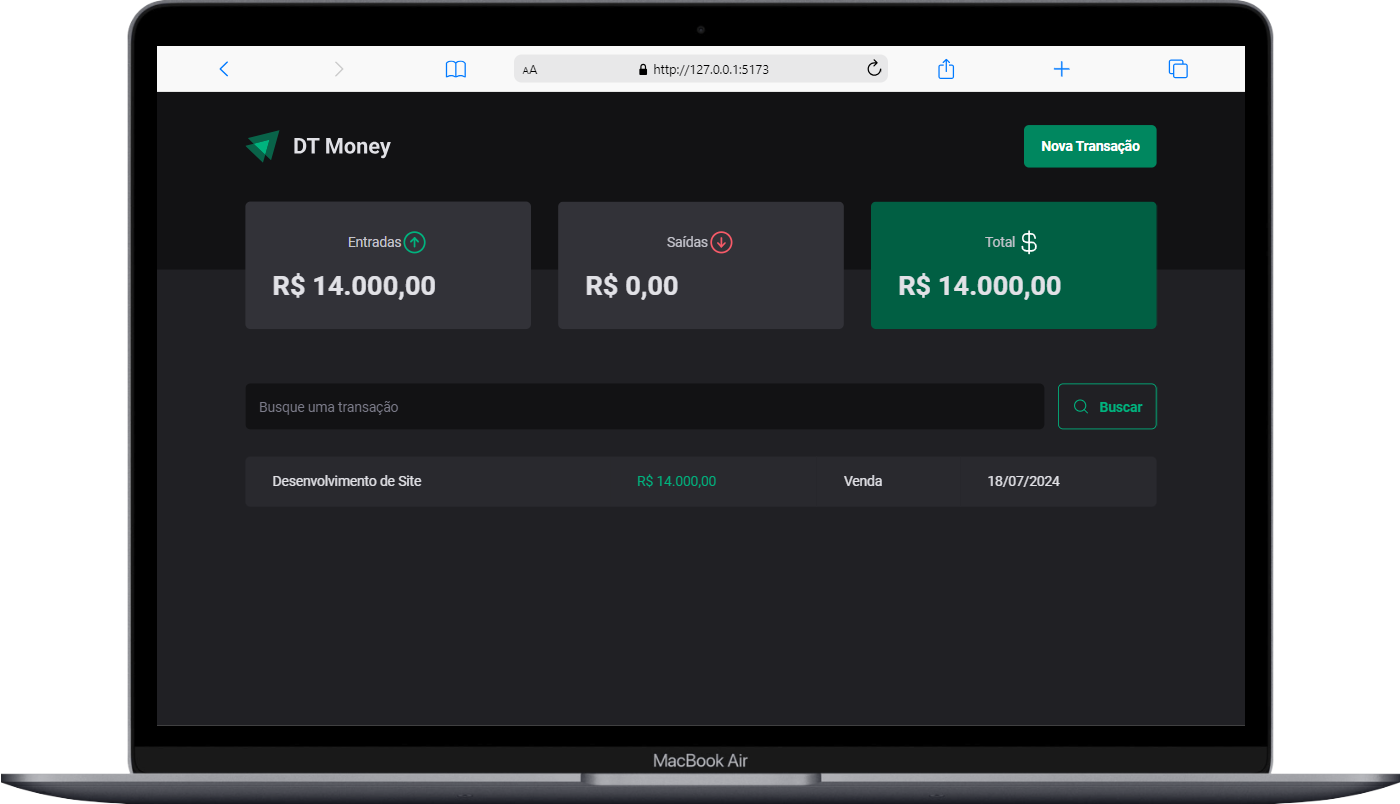 AA http://127.0.0.1:5173
DT Money
Nova Transação
Entradas
Saídas
Total $
R$ 14.000,00
R$ 0,00
R$ 14.000,00
Busque uma transação
Buscar
Desenvolvimento de Site R$ 14.000,00 Venda 18/07/2024
MacBook Air